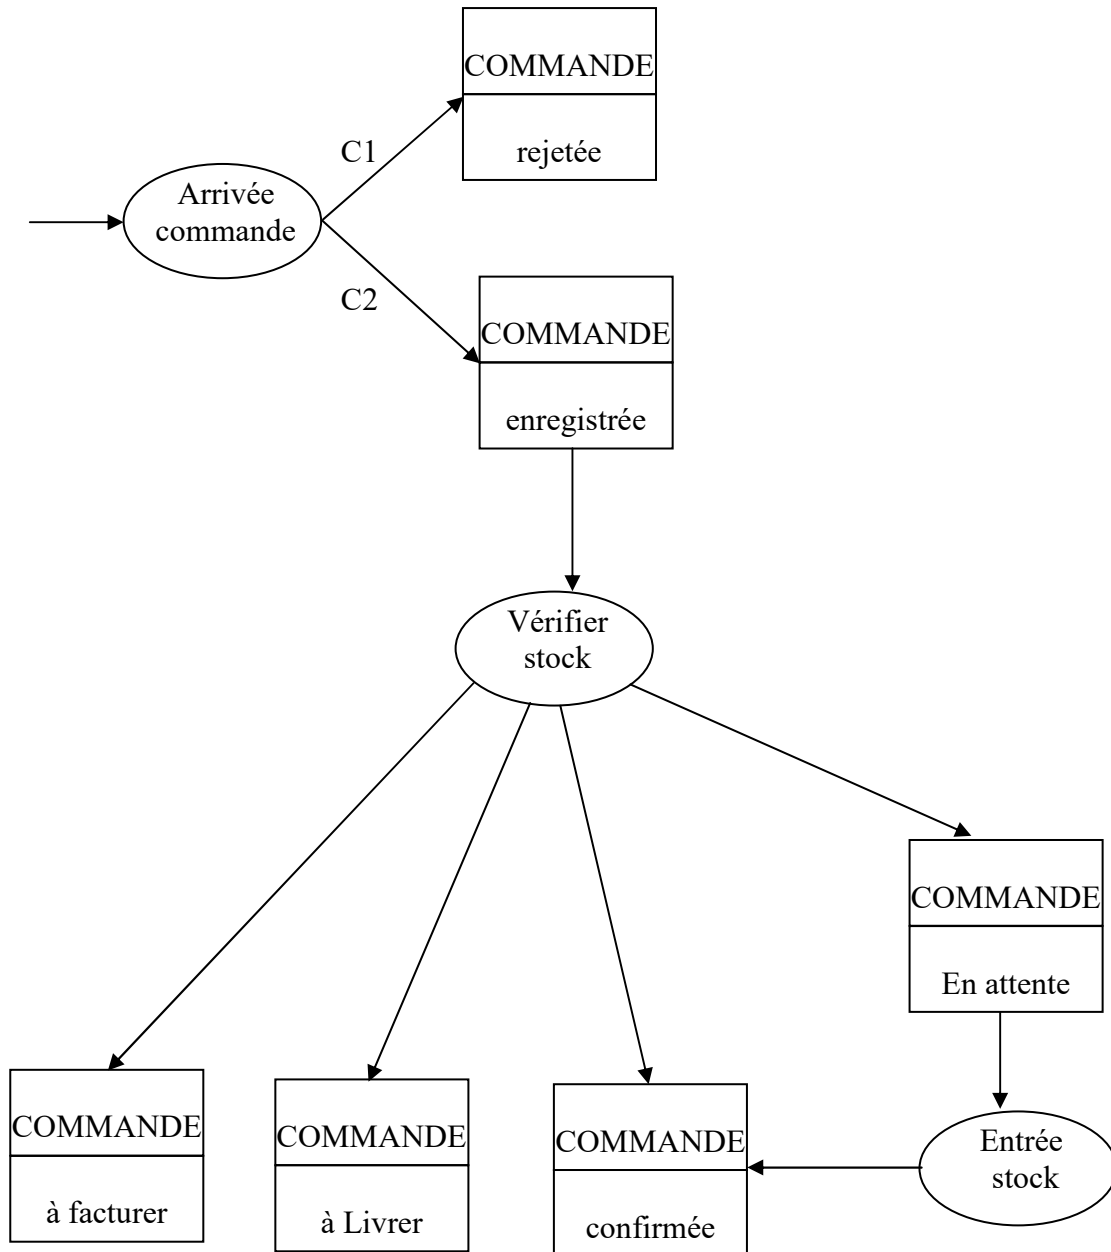 COMMANDE
rejetée
C1
Arrivée
commande
C2
COMMANDE
enregistrée
Vérifier
stock
COMMANDE
En attente
COMMANDE
à facturer
COMMANDE
à Livrer
COMMANDE
confirmée
Entrée
stock